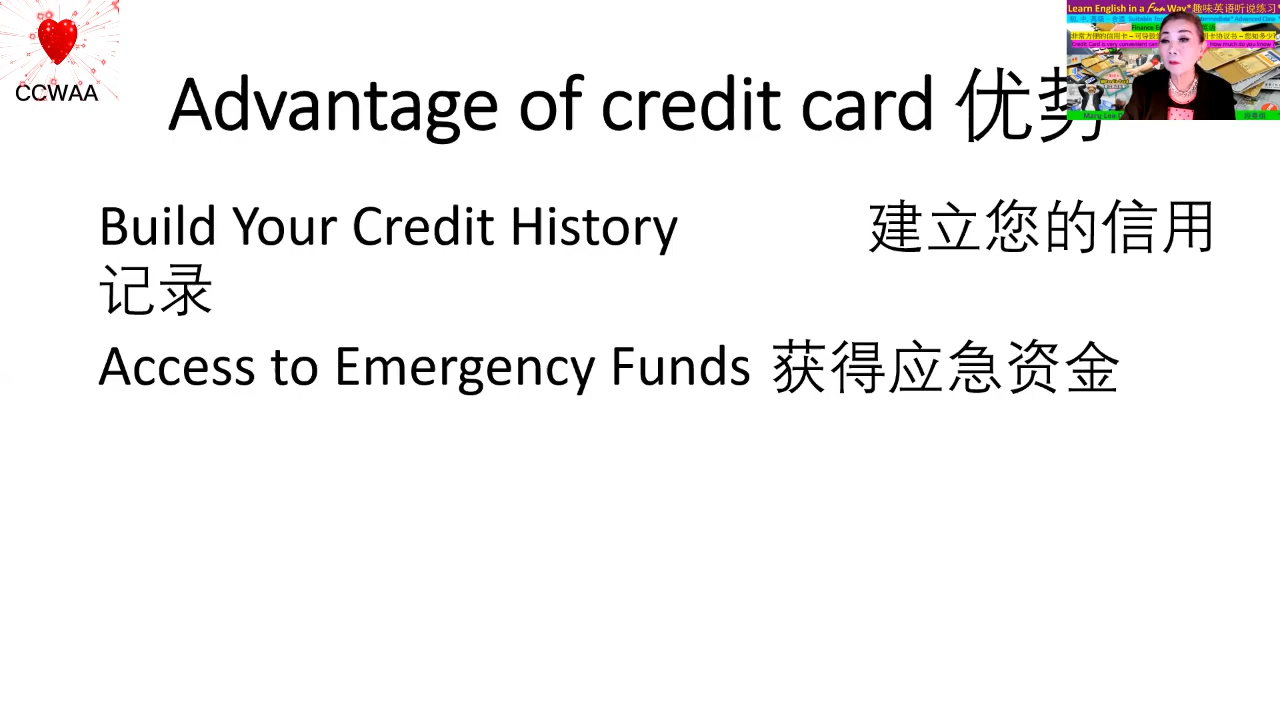 CCWAA
Learn English in a Fun Way*趣味英语听说练习*
Advantage of credit card 优势
Build Your Credit History 建立您的信用
记录
Access to Emergency Funds 获得应急资金
Mary Lee